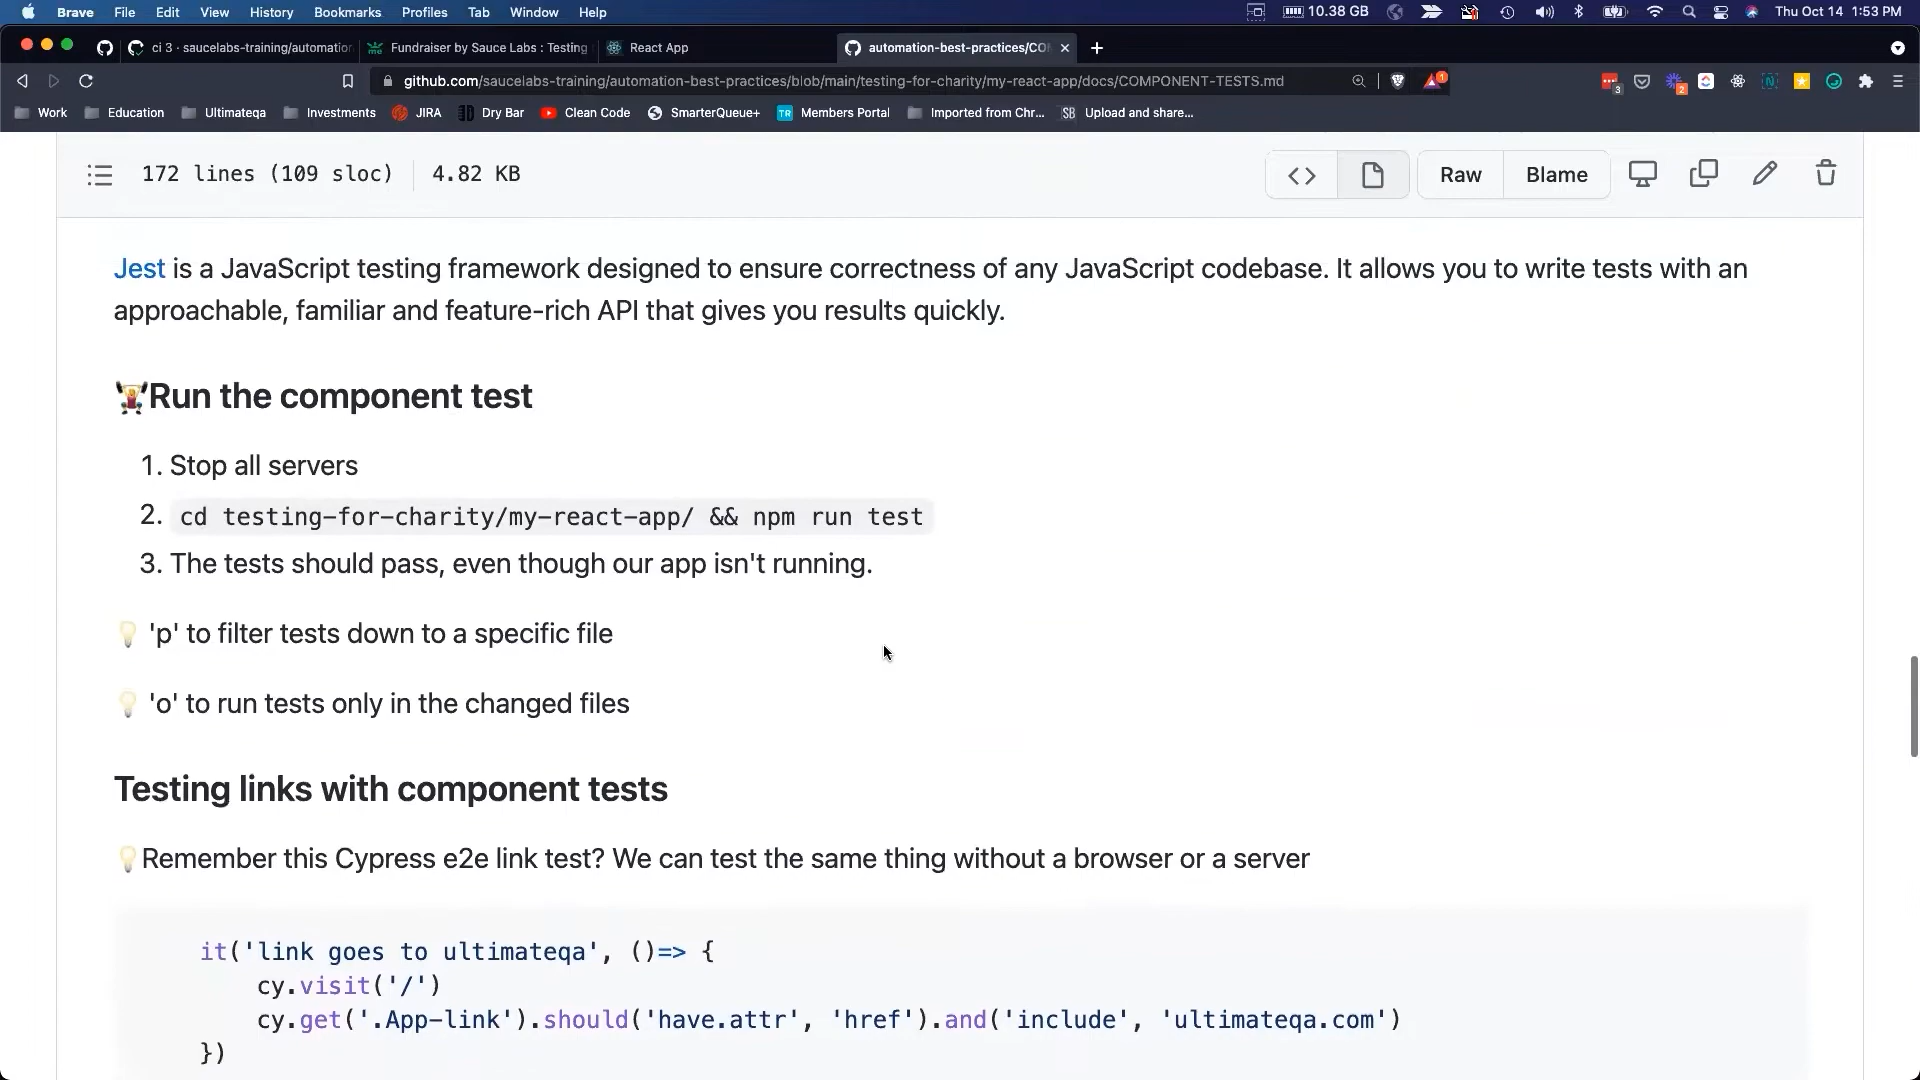 Brave File Edit View History Bookmarks Profiles Tab Window Help 10.38 GB Thu Oct 14 1:53 PM
ci 3 · saucelabs-training/automation Fundraiser by Sauce Labs : Testing React App automation-best-practices/CO
github.com/saucelabs-training/automation-best-practices/blob/main/testing-for-charity/my-react-app/docs/COMPONENT-TESTS.md 1 3 2
Work Education Ultimateqa Investments JIRA Dry Bar Clean Code SmarterQueue+ TR Members Portal Imported from Chr... SB Upload and share...
172 lines (109 sloc) 4.82 KB Raw Blame
Jest is a JavaScript testing framework designed to ensure correctness of any JavaScript codebase. It allows you to write tests with an
approachable, familiar and feature-rich API that gives you results quickly.
Run the component test
1. Stop all servers
2. cd testing-for-charity/my-react-app/ && npm run test
3. The tests should pass, even though our app isn't running.
'p' to filter tests down to a specific file
'o' to run tests only in the changed files
Testing links with component tests
Remember this Cypress e2e link test? We can test the same thing without a browser or a server
it('link goes to ultimateqa', ()=> {
cy.visit('/')
cy.get('.App-link').should('have.attr', 'href').and('include', 'ultimateqa.com')
})